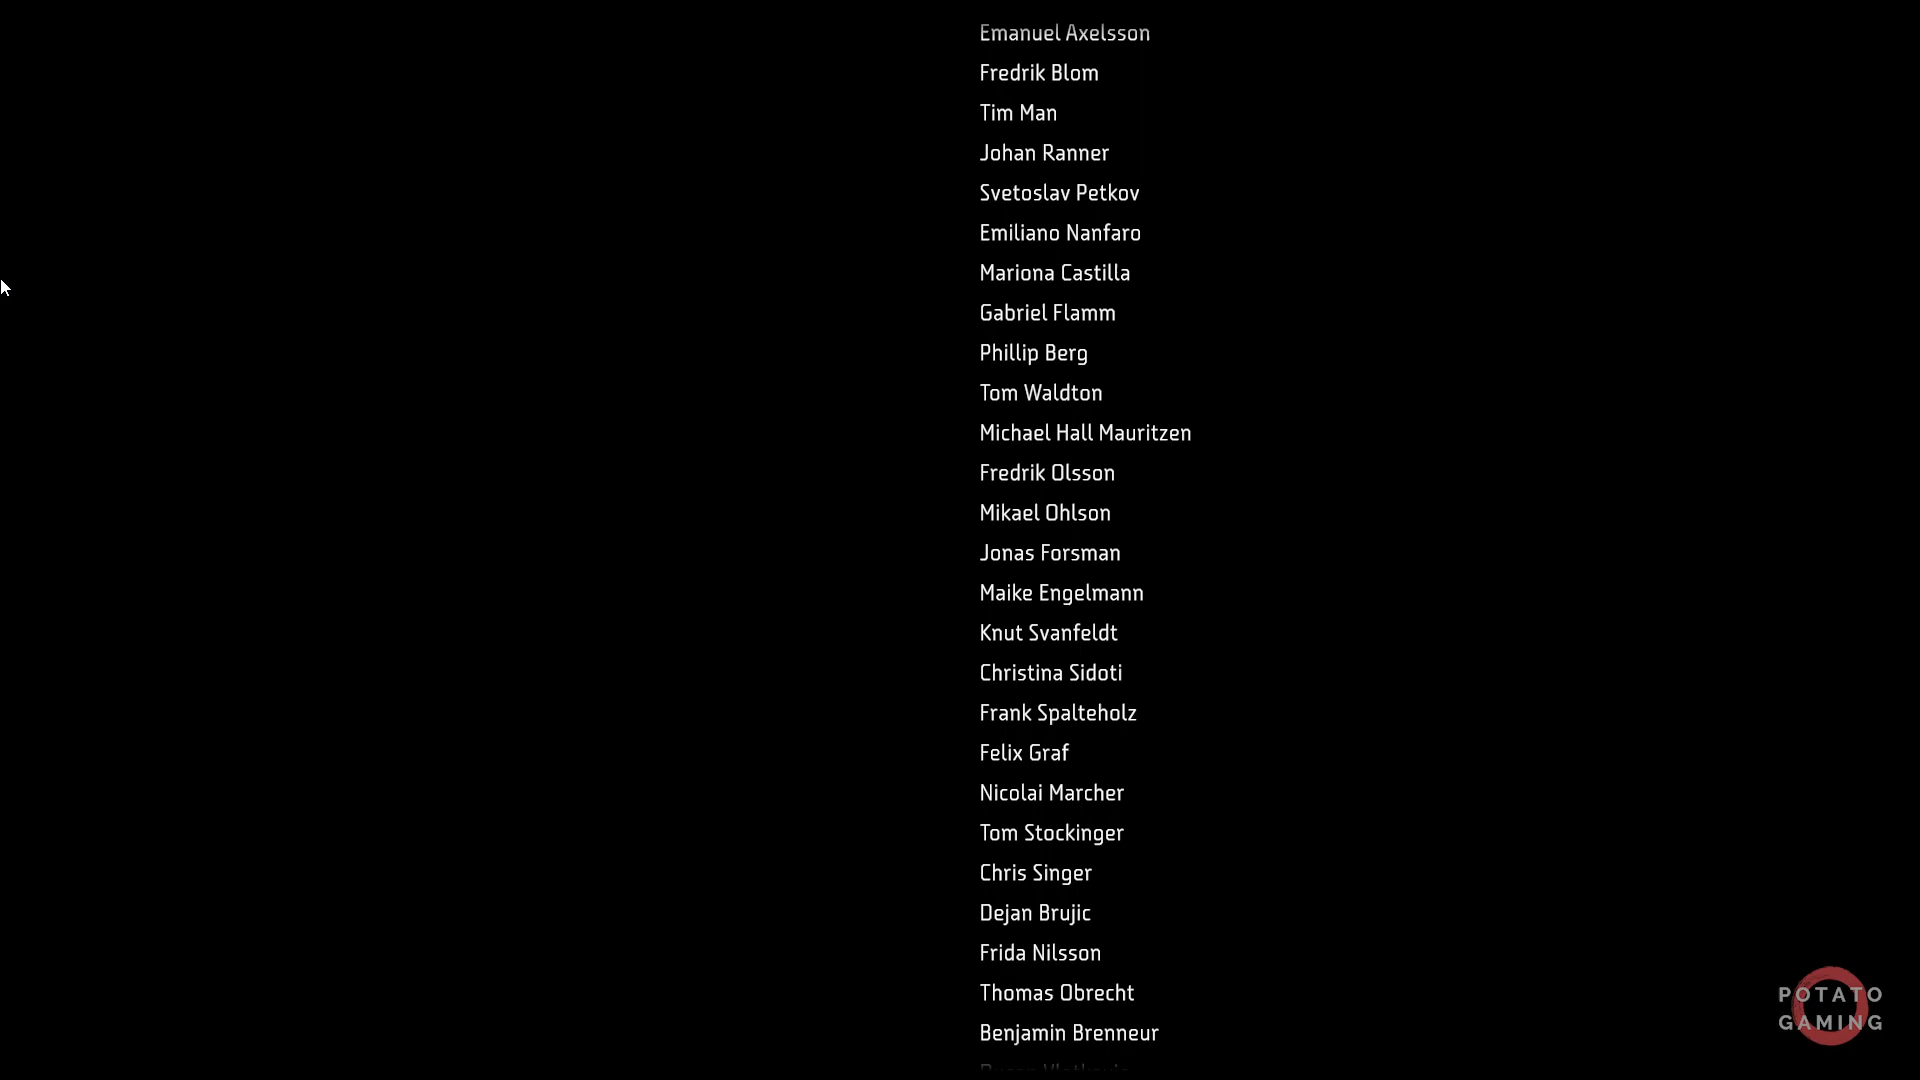 Emanuel Axelsson
Fredrik Blom
Tim Man
Johan Ranner
Svetoslav Petkov
Emiliano Nanfaro
Mariona Castilla
Gabriel Flamm
Phillip Berg
Tom Waldton
Michael Hall Mauritzen
Fredrik Olsson
Mikael Ohlson
Jonas Forsman
Maike Engelmann
Knut Svanfeldt
Christina Sidoti
Frank Spalteholz
Felix Graf
Nicolai Marcher
Tom Stockinger
Chris Singer
Dejan Brujic
Frida Nilsson
Thomas Obrecht
Benjamin Brenneur
POTATO
GAMING